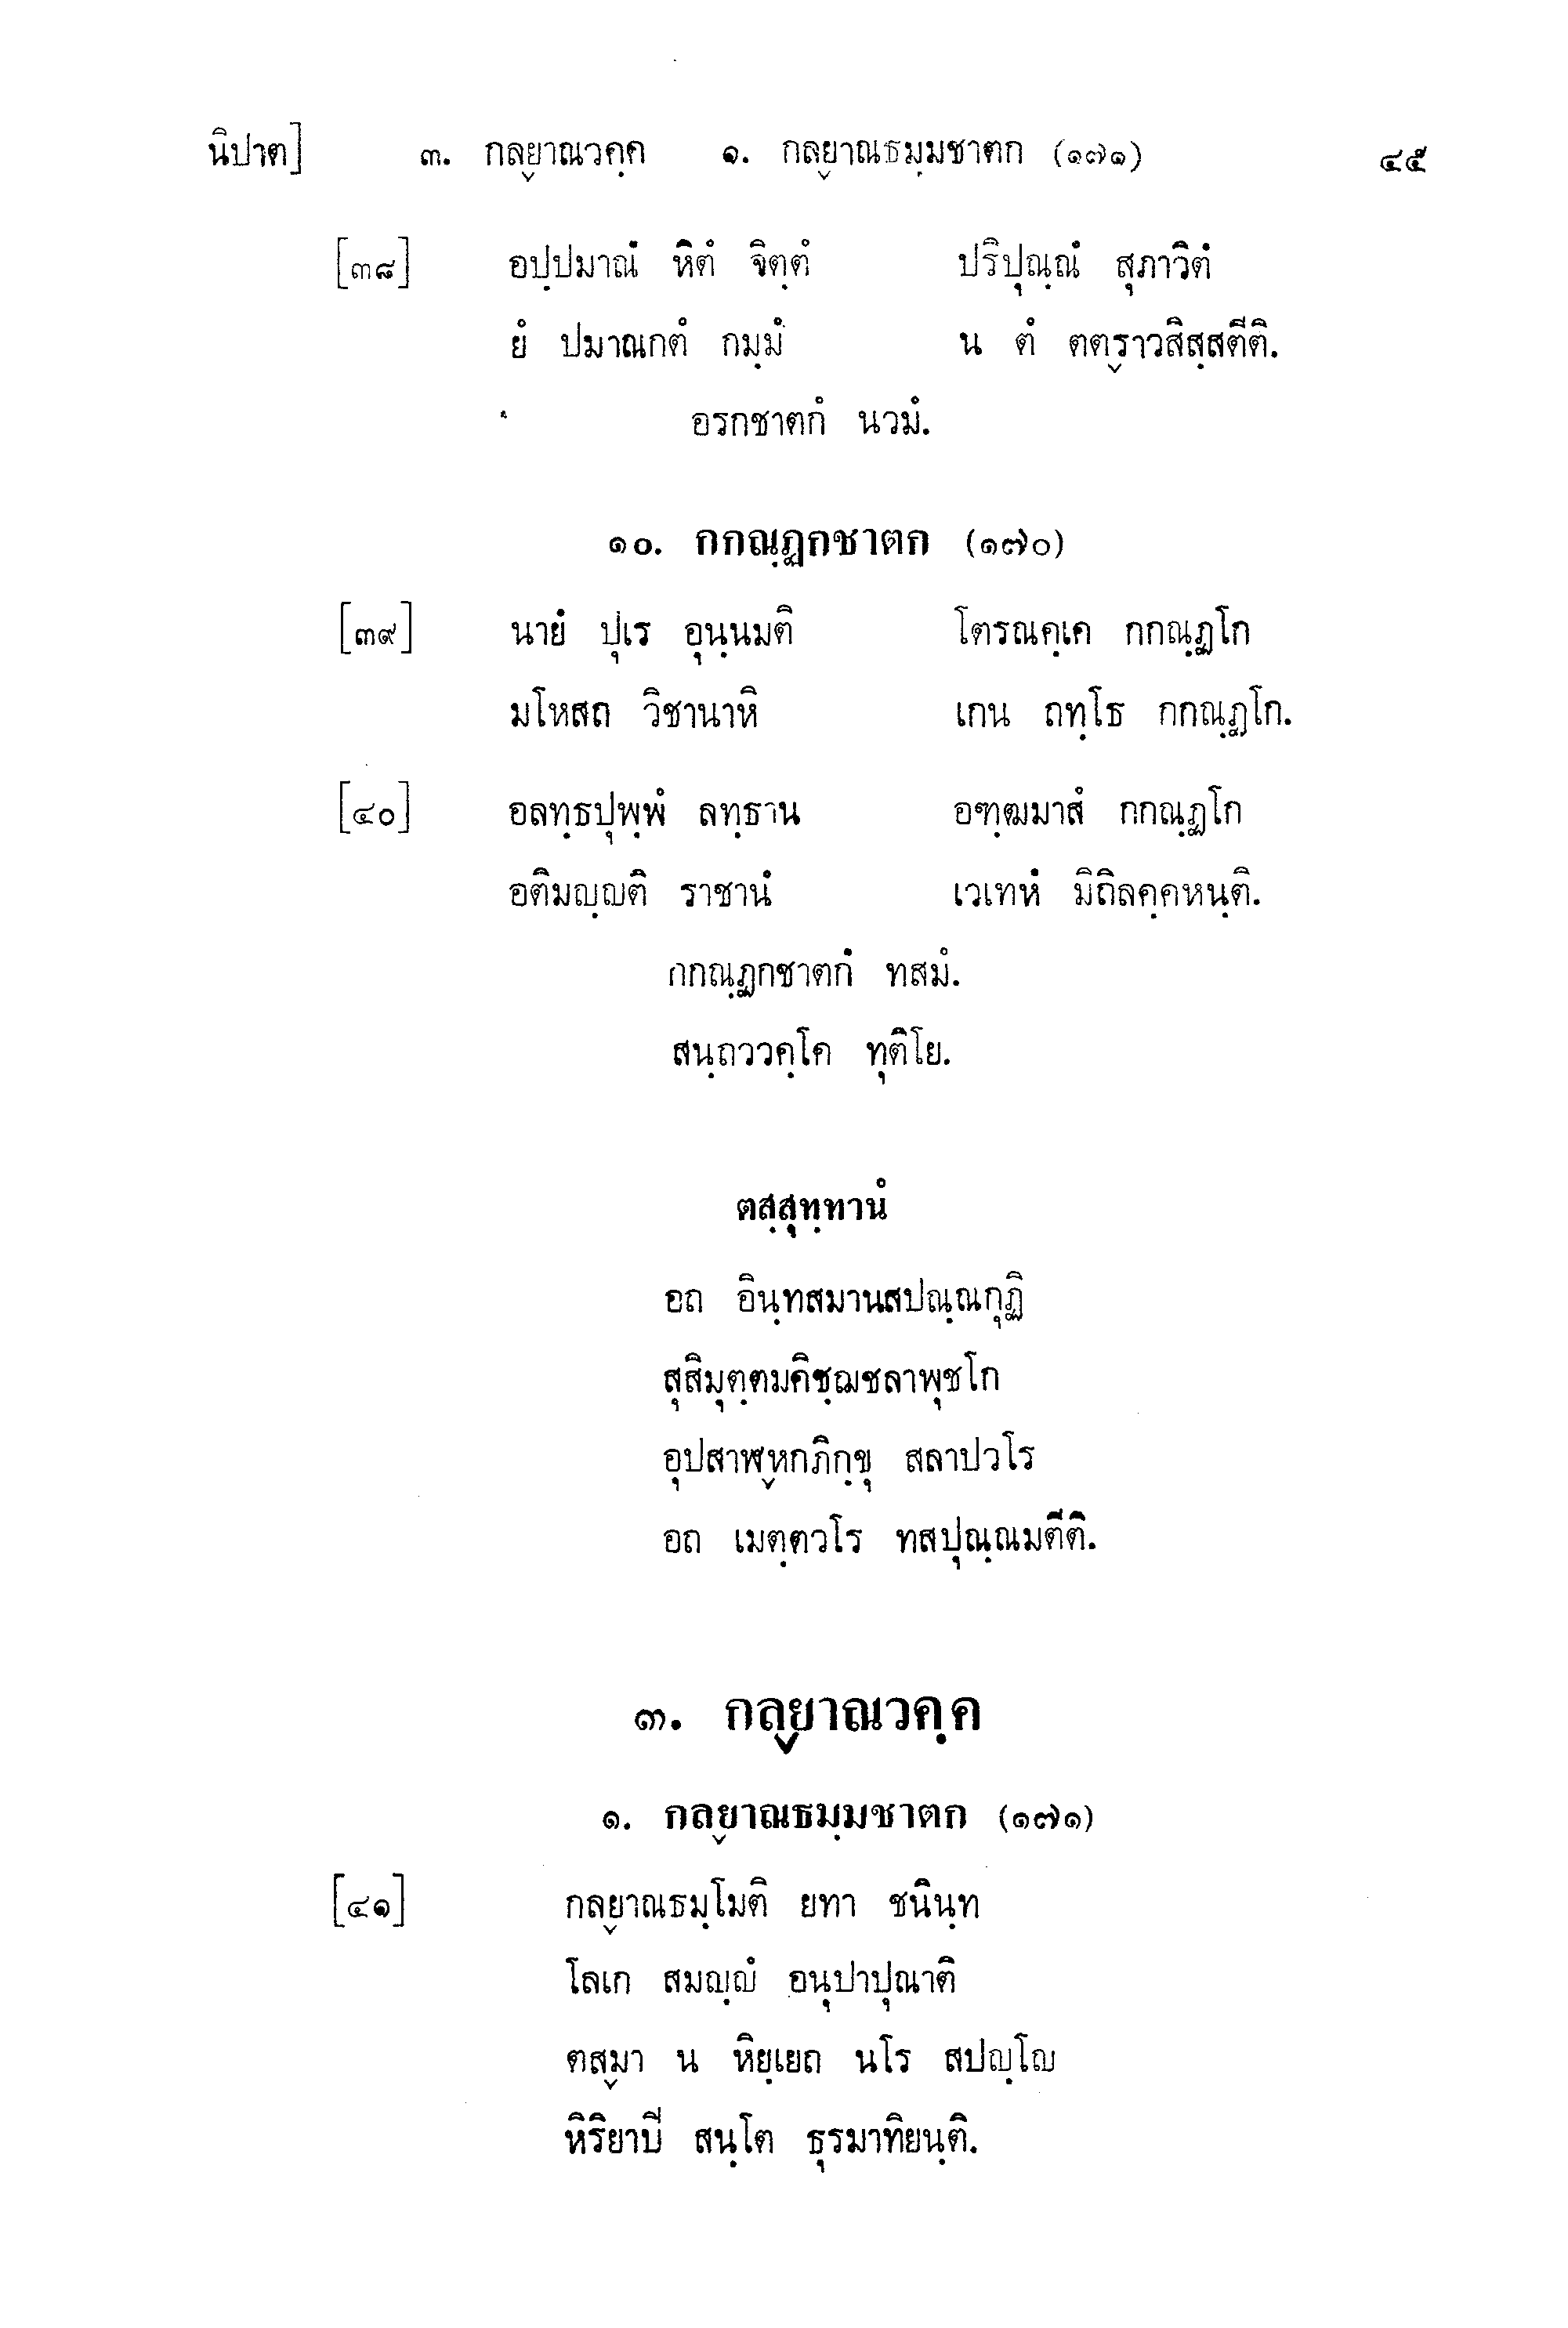 นิปาต] ๓. กล๎ยาณวคฺค ๑. กล๎ยาณธมฺมชาตก (๑๗๑) ๔๕
[๓๘] อปฺปมาณํ หิตํ จิตฺตํ ปริปุณฺณํ สุภาวิตํ
ยํ ปมาณกตํ กมฺมํ น ตํ ตตฺร๎าวสิสฺสตีติ.
อรกชาตกํ นวมํ.
๑๐. กกณฺฏกชาตก (๑๗๐)
[๓๙] นายํ ปุเร อุนฺนมติ โตรณคฺเค กกณฺฏโก
มโหสถ วิชานาหิ เกน ถทฺโธ กกณฺฏโก.
[๔๐] อลทฺธปุพฺพํ ลทฺธาน อฑฺฒมาสํ กกณฺฏโก
อติมญฺญติ ราชานํ เวเทหํ มิถิลคฺคหนฺติ.
กกณฺฏกชาตกํ ทสมํ.
สนฺถววคฺโค ทุติโย.
ตสฺสุทฺทานํ
อถ อินฺทสมานสปณฺณกุฏิ
สุสิมุตฺตมคิชฺฌชลาพุชโก
อุปสาฬ๎หกภิกฺขุ สลาปวโร
อถ เมตฺตวโร ทสปุณฺณมตีติ.
๓. กล๎ยาณวคฺค
๑. กล๎ยาณธมฺมชาตก (๑๗๑)
[๔๑] กล๎ยาณธมฺโมติ ยทา ชนินฺท
โลเก สมญฺญํ อนุปาปุณาติ
ตส๎มา น หิยฺเยถ นโร สปญฺโญ
หิริยาปี สนฺโต ธุรมาทิยนฺติ.